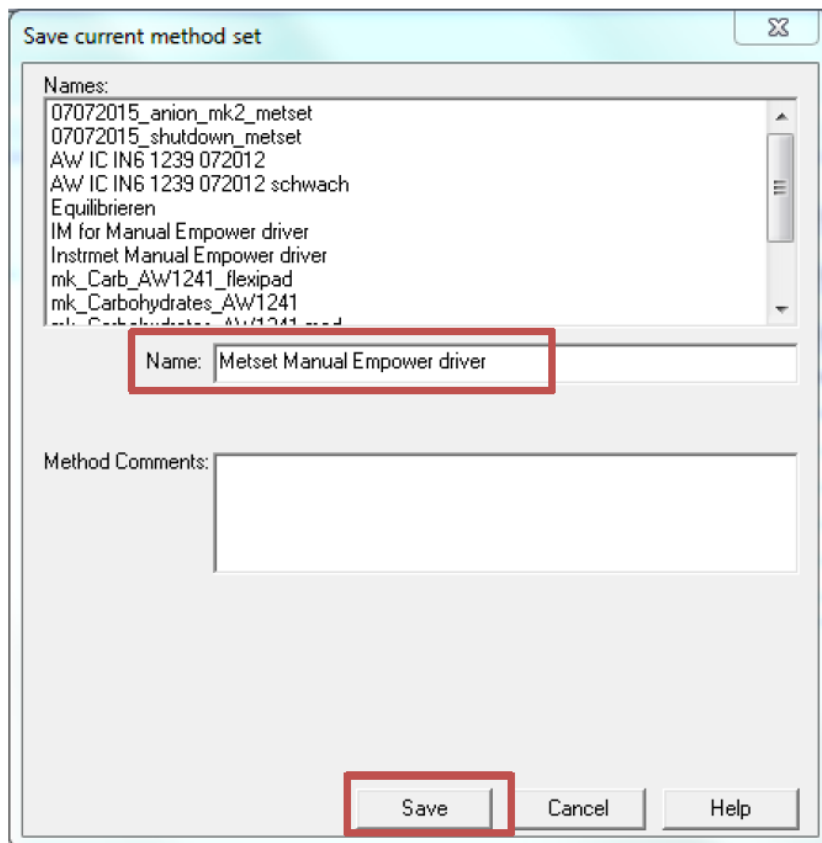 Save current method set
Names:
07072015_anion_mk2_metset
07072015_shutdown_metset
AW IC IN6 1239 072012
AW IC IN6 1239 072012 schwach
Equilibrieren
IM for Manual Empower driver
Instrmet Manual Empower driver
mk_Carb_AW1241_flexipad
mk_Carbohydrates_AW1241
Name: Metset Manual Empower driver
Method Comments:
Save Cancel Help